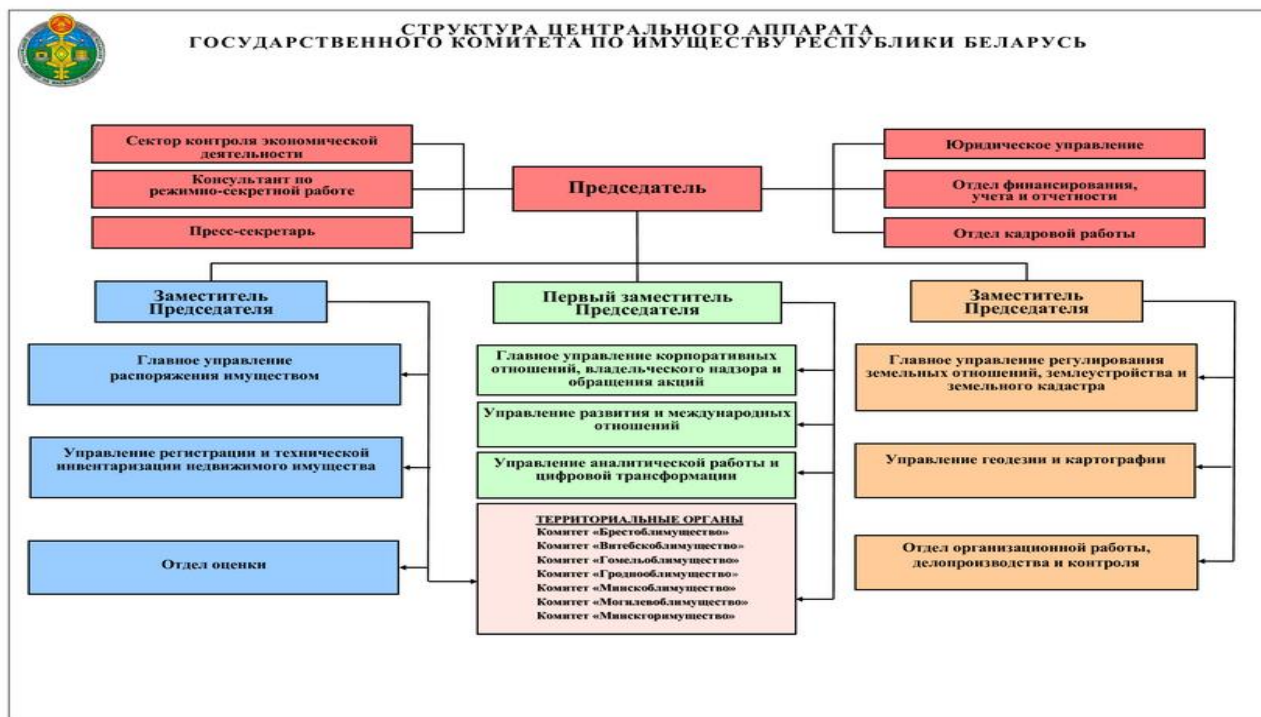 СТРУКТУРА ЦЕНТРАЛЬНОГО АППАРАТА
ГОСУДАРСТВЕННОГО КОМИТЕТА ПО ИМУЩЕСТВУ РЕСПУБЛИКИ БЕЛАРУСЬ
Сектор контроля экономической
деятельности
Консультант по
режимно-секретной работе
Пресс-секретарь
Председатель
Юридическое управление
Отдел финансирования,
учета и отчетности
Отдел кадровой работы
Заместитель
Председателя
Первый заместитель
Председателя
Заместитель
Председателя
Главное управление
распоряжения имуществом
Управление регистрации и технической
инвентаризации недвижимого имущества
Отдел оценки
Главное управление корпоративных
отношений, владельческого надзора и
обращения акций
Управление развития и международных
отношений
Управление аналитической работы и
цифровой трансформации
ТЕРРИТОРИАЛЬНЫЕ ОРГАНЫ
Комитет «Брестоблимущество»
Комитет «Витебскоблимущество»
Комитет «Гомельоблимущество»
Комитет «Гроднооблимущество»
Комитет «Минскоблимущество»
Комитет «Могилевоблимущество»
Комитет «Минскгоримущество»
Главное управление регулирования
земельных отношений, землеустройства и
земельного кадастра
Управление геодезии и картографии
Отдел организационной работы,
делопроизводства и контроля